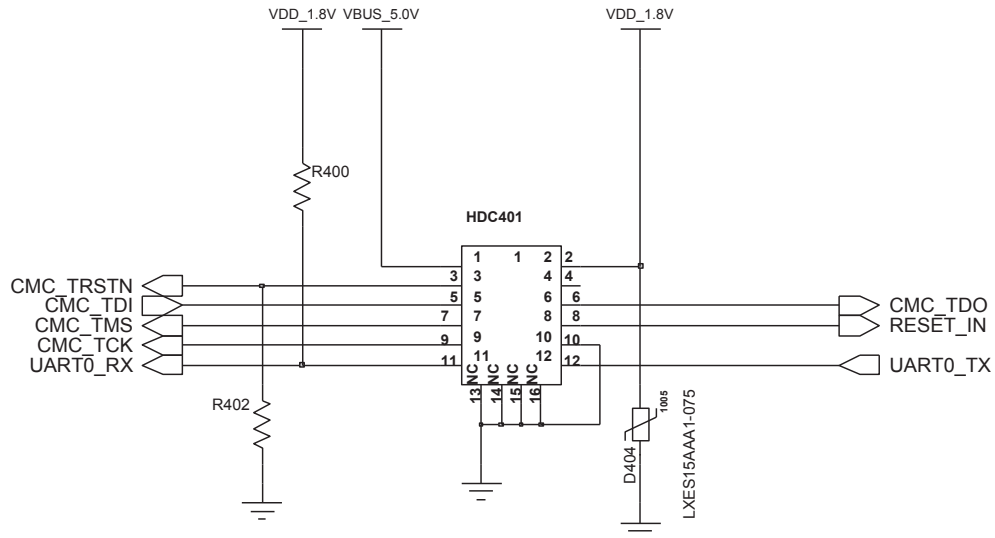 VDD_1.8V VBUS_5.0V VDD_1.8V
R400
HDC401
1 1 2 2
CMC_TRSTN 3 3 4 4
CMC_TDI 5 5 6 6 CMC_TDO
CMC_TMS 7 7 8 8 RESET_IN
CMC_TCK 9 9 10 10
UART0_RX 11 11 12 12 UART0_TX
NC NC NC NC
13 14 15 16
R402
D404
1005
LXES15AAA1-075